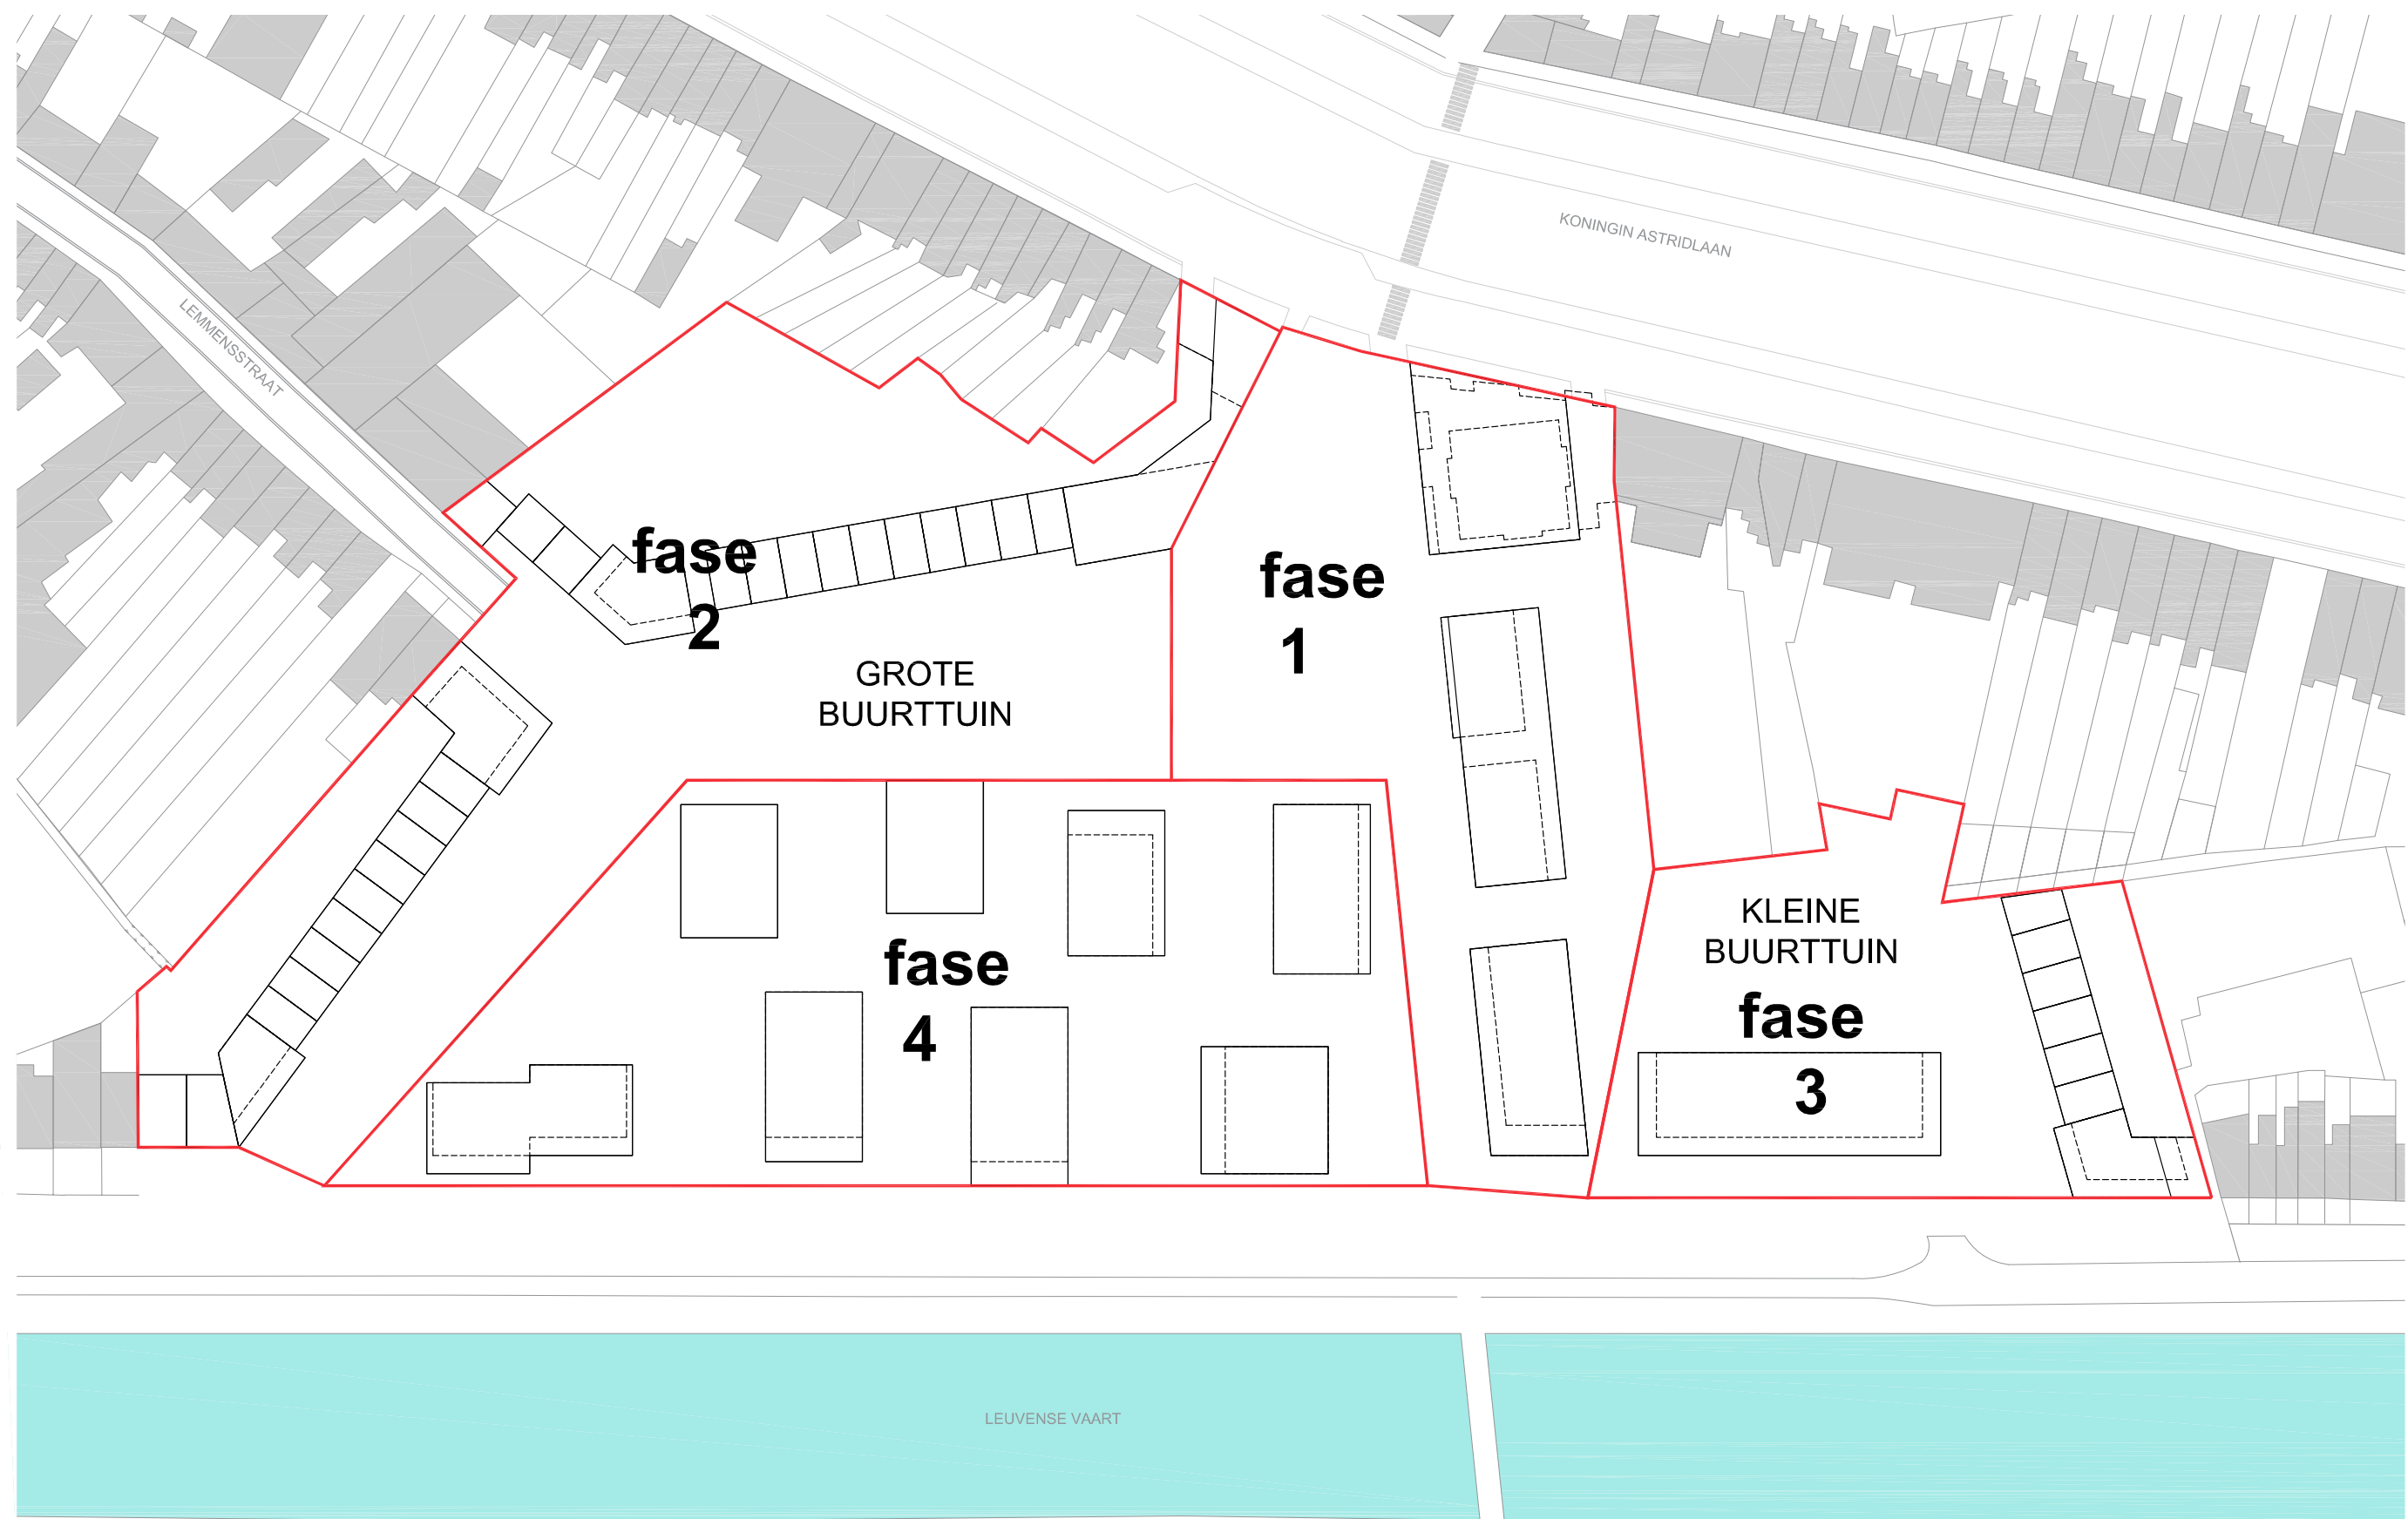 KONINGIN ASTRIDLAAN
LEMMENSSTRAAT
fase
2
fase
1
GROTE
BUURTTUIN
KLEINE
BUURTTUIN
fase
4
fase
3
LEUVENSE VAART